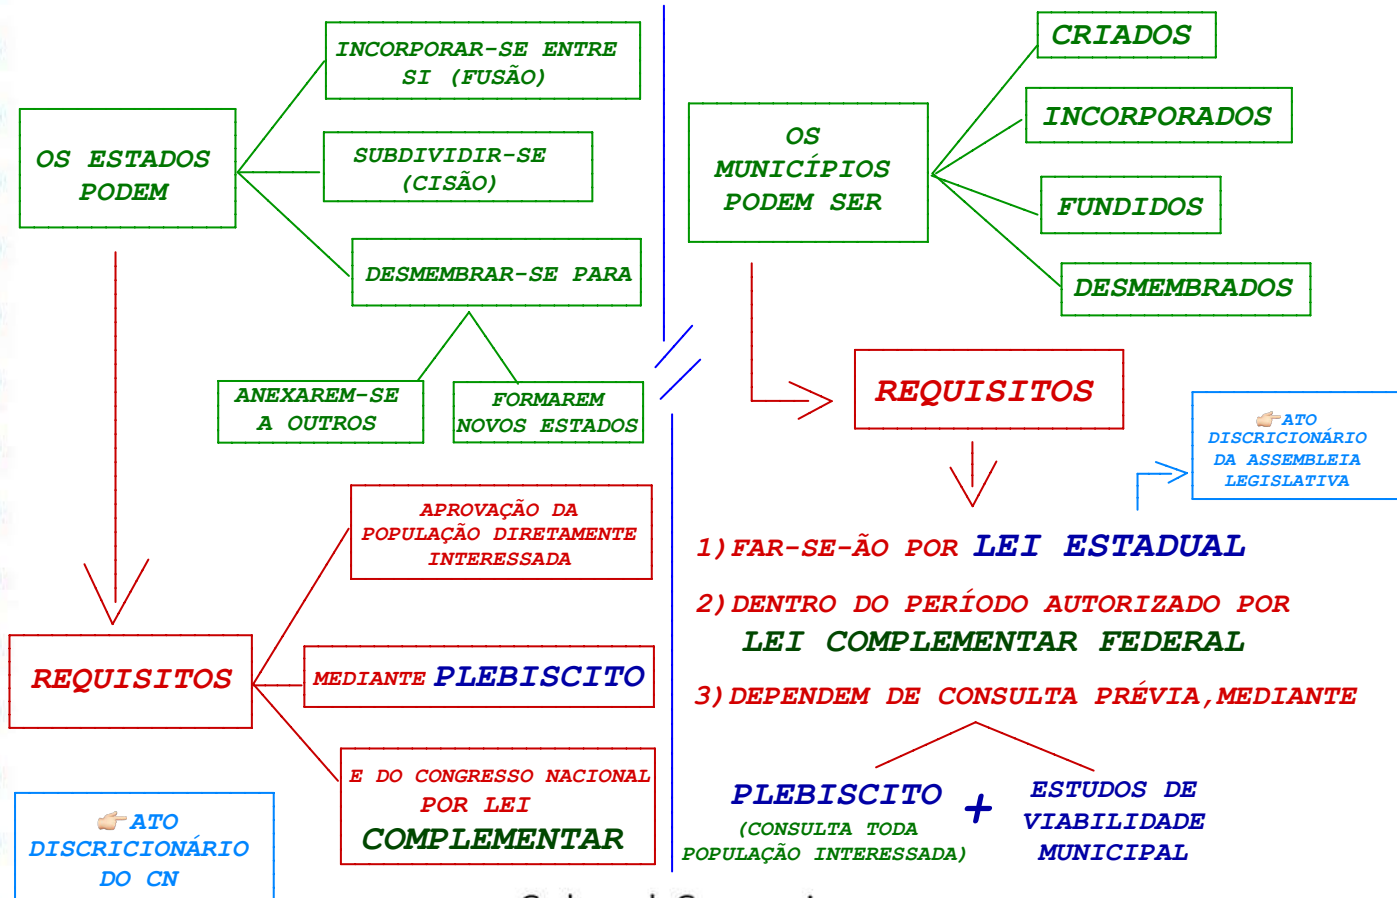 OS ESTADOS
PODEM
INCORPORAR-SE ENTRE
SI (FUSÃO)
SUBDIVIDIR-SE
(CISÃO)
DESMEMBRAR-SE PARA
ANEXAREM-SE
A OUTROS
FORMAREM
NOVOS ESTADOS
REQUISITOS
APROVAÇÃO DA
POPULAÇÃO DIRETAMENTE
INTERESSADA
MEDIANTE PLEBISCITO
E DO CONGRESSO NACIONAL
POR LEI
COMPLEMENTAR
ATO
DISCRICIONÁRIO
DO CN
OS
MUNICÍPIOS
PODEM SER
CRIADOS
INCORPORADOS
FUNDIDOS
DESMEMBRADOS
REQUISITOS
ATO
DISCRICIONÁRIO
DA ASSEMBLEIA
LEGISLATIVA
1)FAR-SE-ÃO POR LEI ESTADUAL
2)DENTRO DO PERÍODO AUTORIZADO POR
LEI COMPLEMENTAR FEDERAL
3)DEPENDEM DE CONSULTA PRÉVIA,MEDIANTE
PLEBISCITO
(CONSULTA TODA
POPULAÇÃO INTERESSADA)
+
ESTUDOS DE
VIABILIDADE
MUNICIPAL